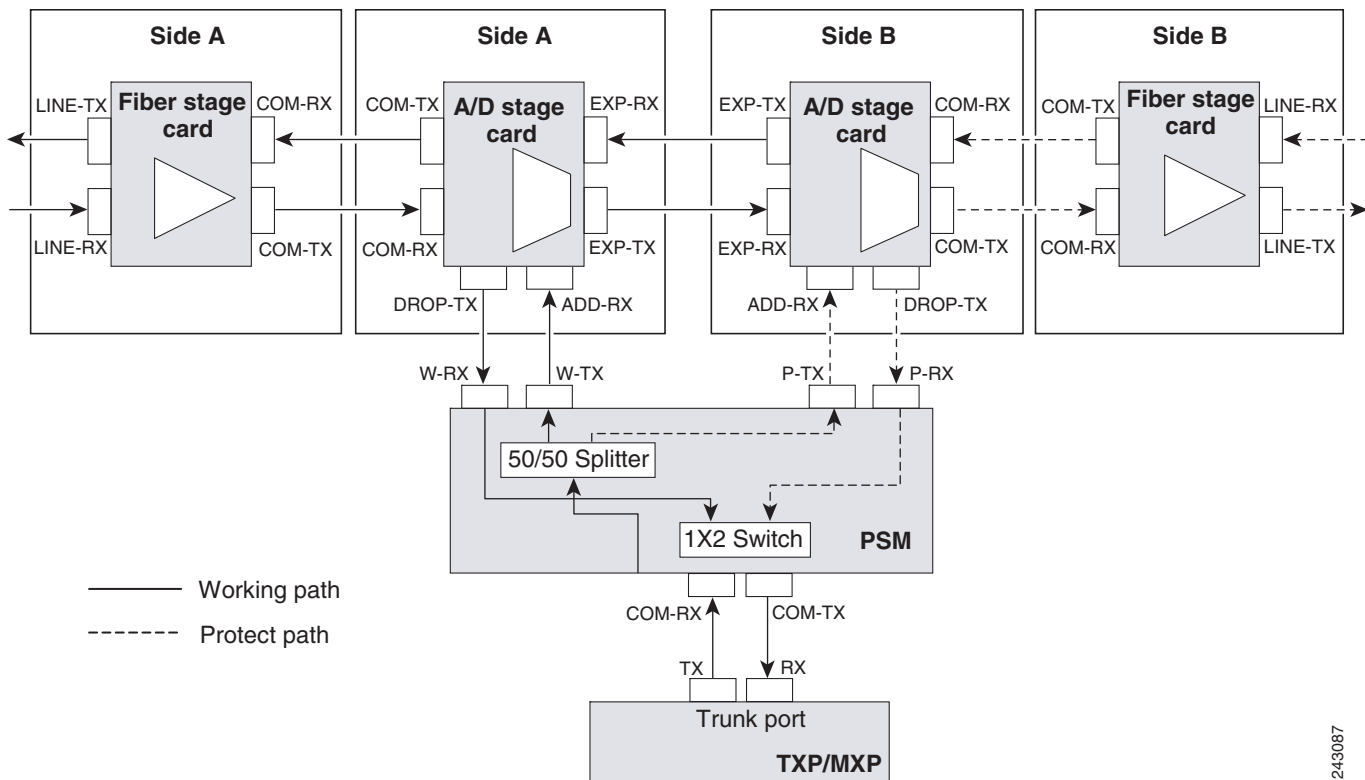 Side A
Side A
Side B
Side B
LINE-TX
Fiber stage
card
COM-RX
COM-TX
A/D stage
card
EXP-RX
EXP-TX
A/D stage
card
COM-RX
COM-TX
Fiber stage
card
LINE-RX
LINE-RX
COM-TX
COM-RX
EXP-TX
EXP-RX
COM-TX
COM-RX
LINE-TX
DROP-TX
ADD-RX
ADD-RX
DROP-TX
W-RX
W-TX
P-TX
P-RX
50/50 Splitter
1X2 Switch
PSM
Working path
Protect path
COM-RX
COM-TX
TX
RX
Trunk port
TXP/MXP
243087